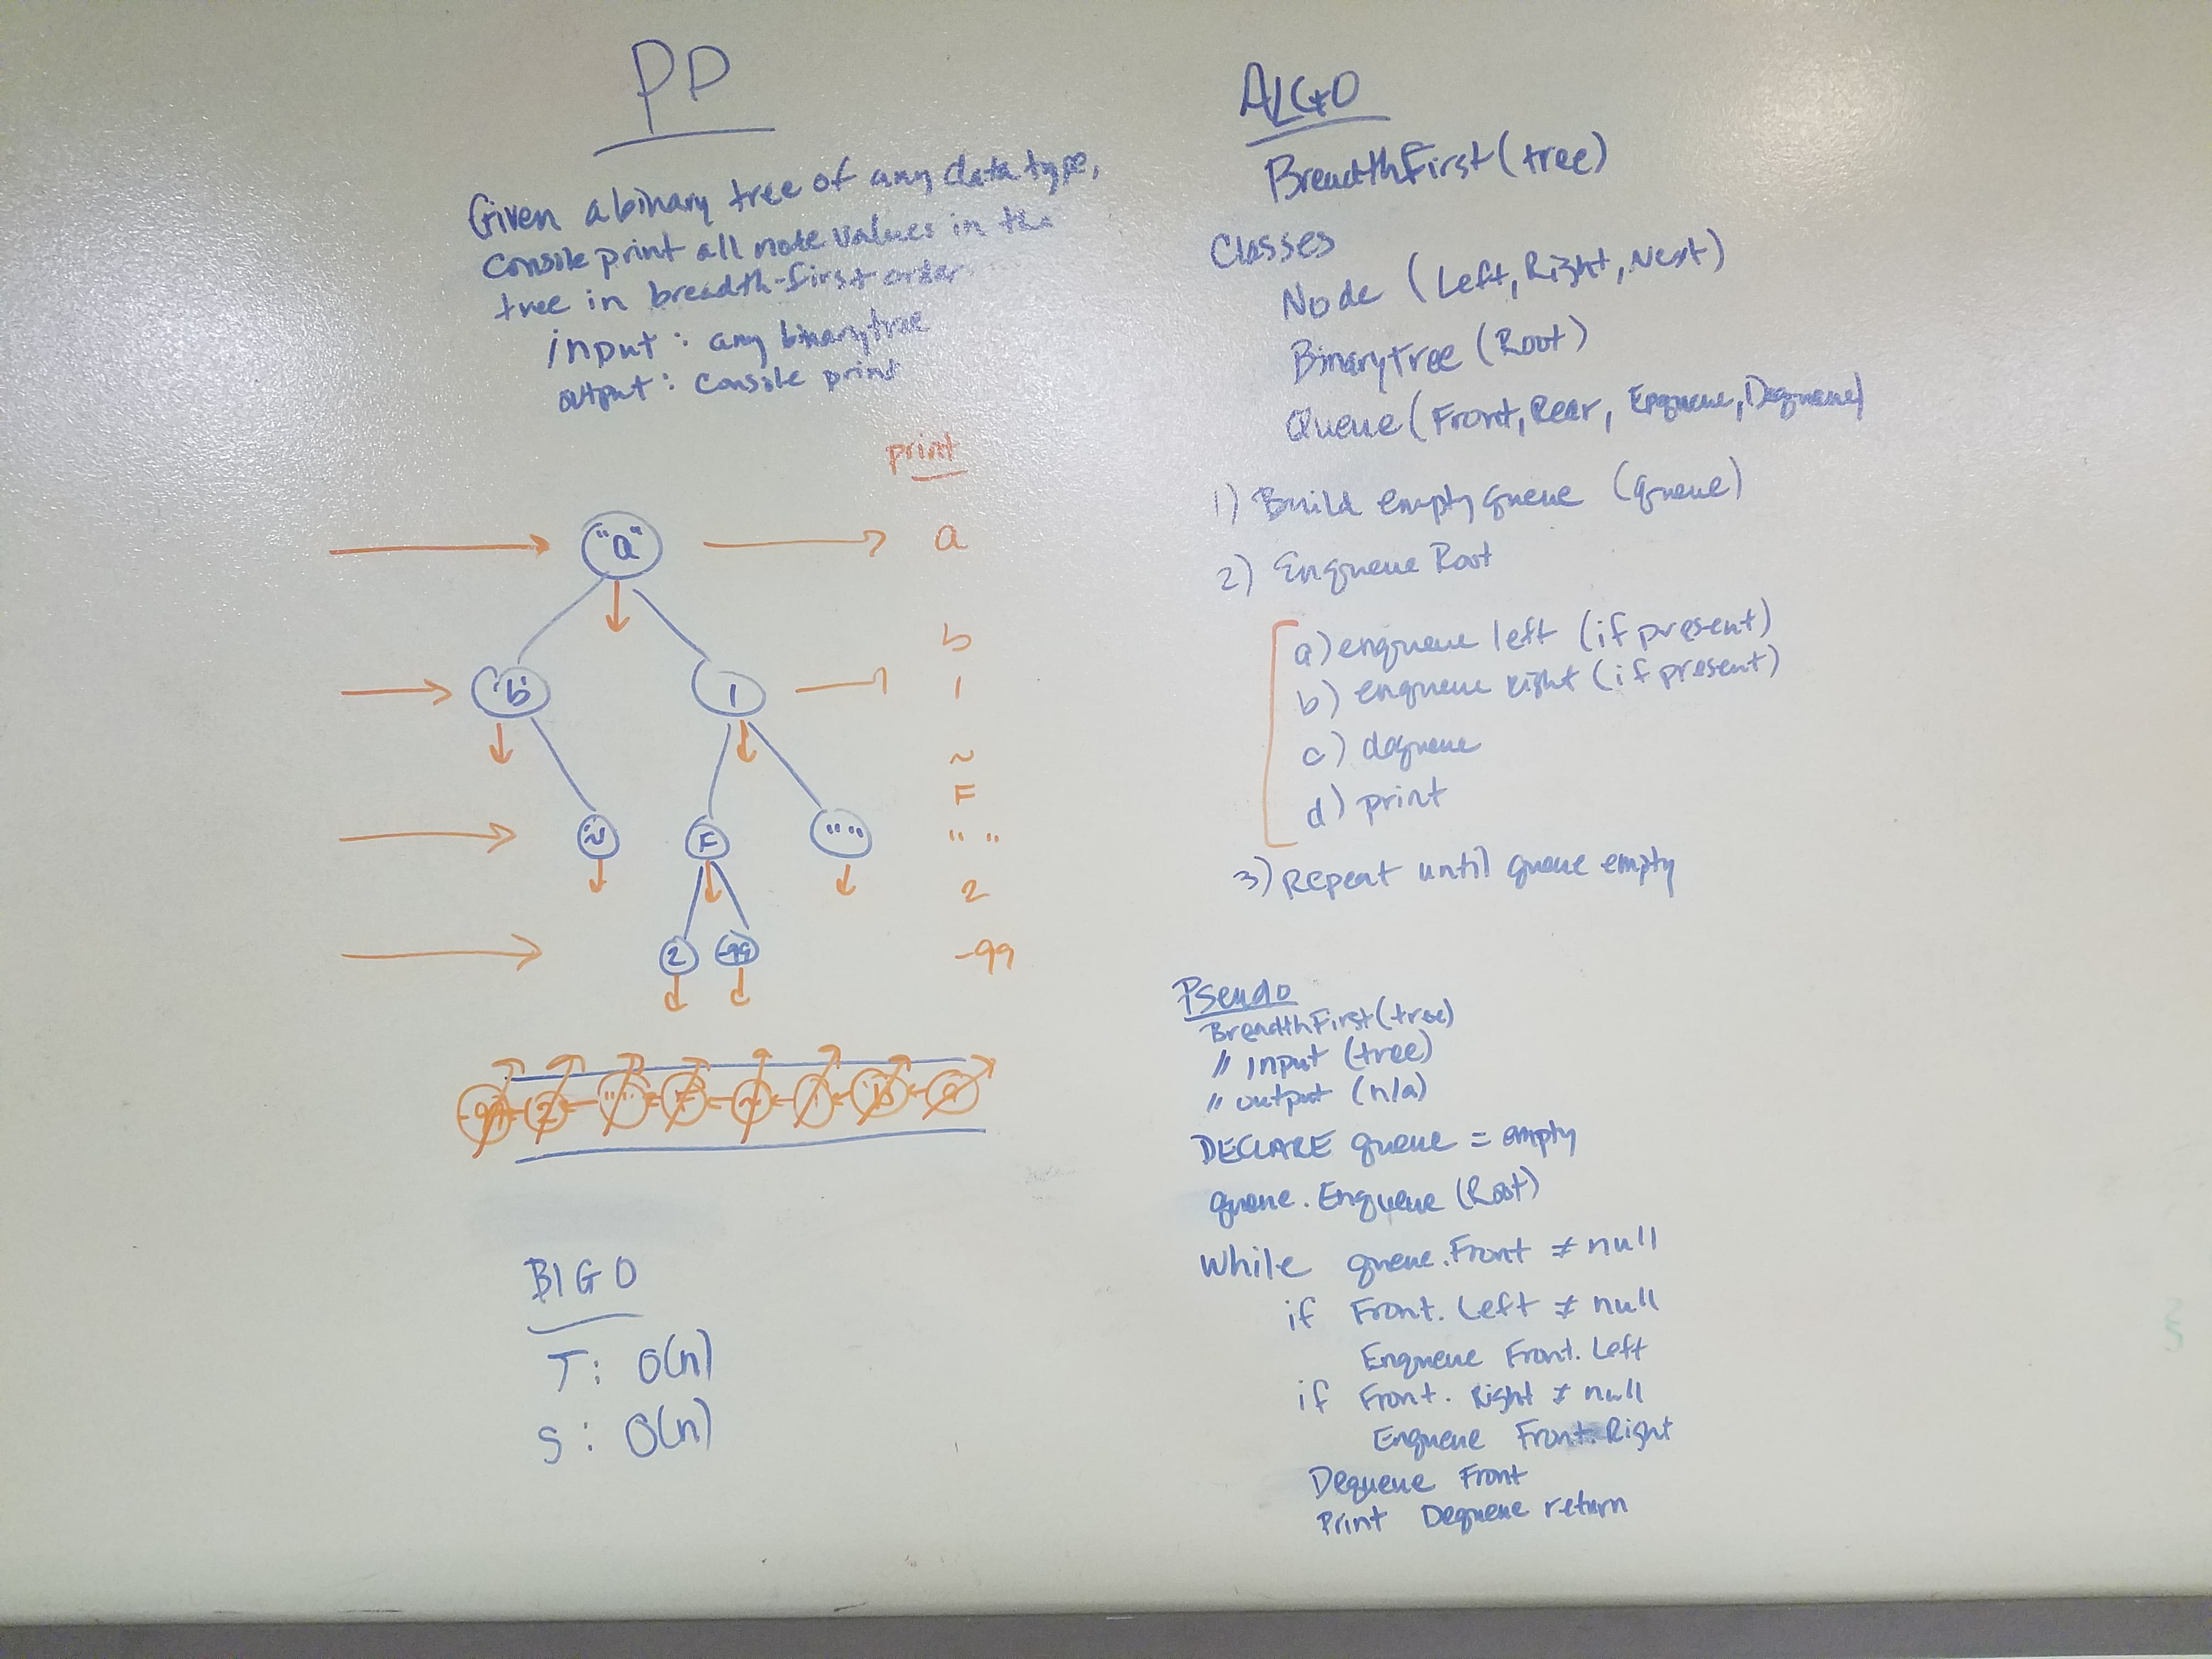 PD
Given a binary tree of any data type,
console print all node values in the
tree in breadth-first order
input: any binary tree
output: console print
print
"a"
a
b
"b"
1
1
~
F
"~"
F
" "
" "
2
2
-99
-99
-99 2 " " F ~ 1 b a
BIG O
T: O(n)
S: O(n)
ALGO
BreadthFirst(tree)
Classes
Node (Left, Right, Next)
BinaryTree (Root)
Queue (Front, Rear, Enqueue, Dequeue)
1) Build empty queue (queue)
2) Enqueue Root
a) enqueue left (if present)
b) enqueue right (if present)
c) dequeue
d) print
3) Repeat until queue empty
Pseudo
BreadthFirst(tree)
// Input (tree)
// output (n/a)
DECLARE queue = empty
queue.Enqueue (Root)
While queue.Front ≠ null
if Front.Left ≠ null
Enqueue Front.Left
if Front.Right ≠ null
Enqueue Front.Right
Dequeue Front
Print Dequeue return